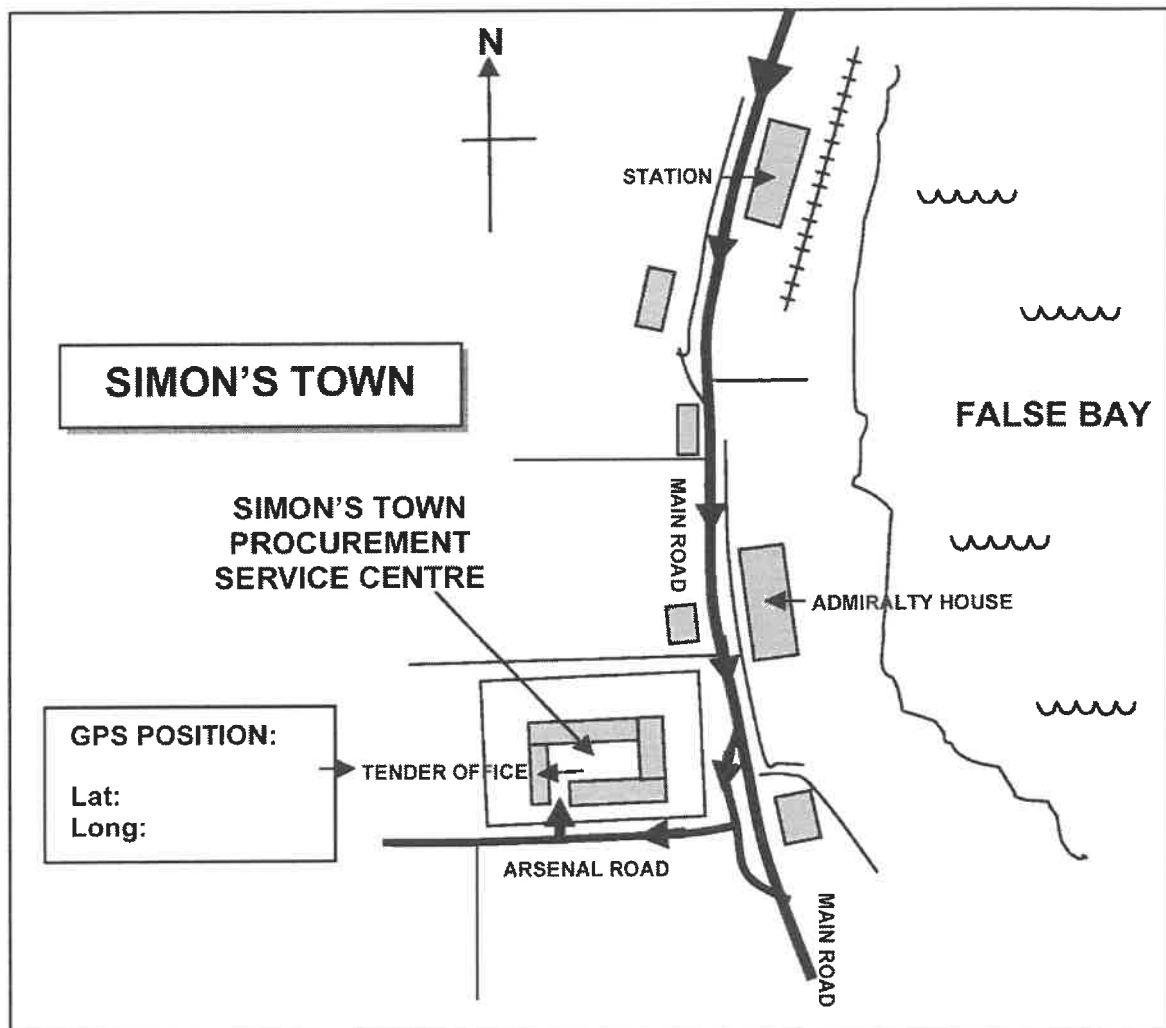 N
STATION
SIMON'S TOWN
FALSE BAY
SIMON'S TOWN
PROCUREMENT
SERVICE CENTRE
MAIN ROAD
ADMIRALTY HOUSE
GPS POSITION:
Lat:
Long:
TENDER OFFICE
ARSENAL ROAD
MAIN ROAD